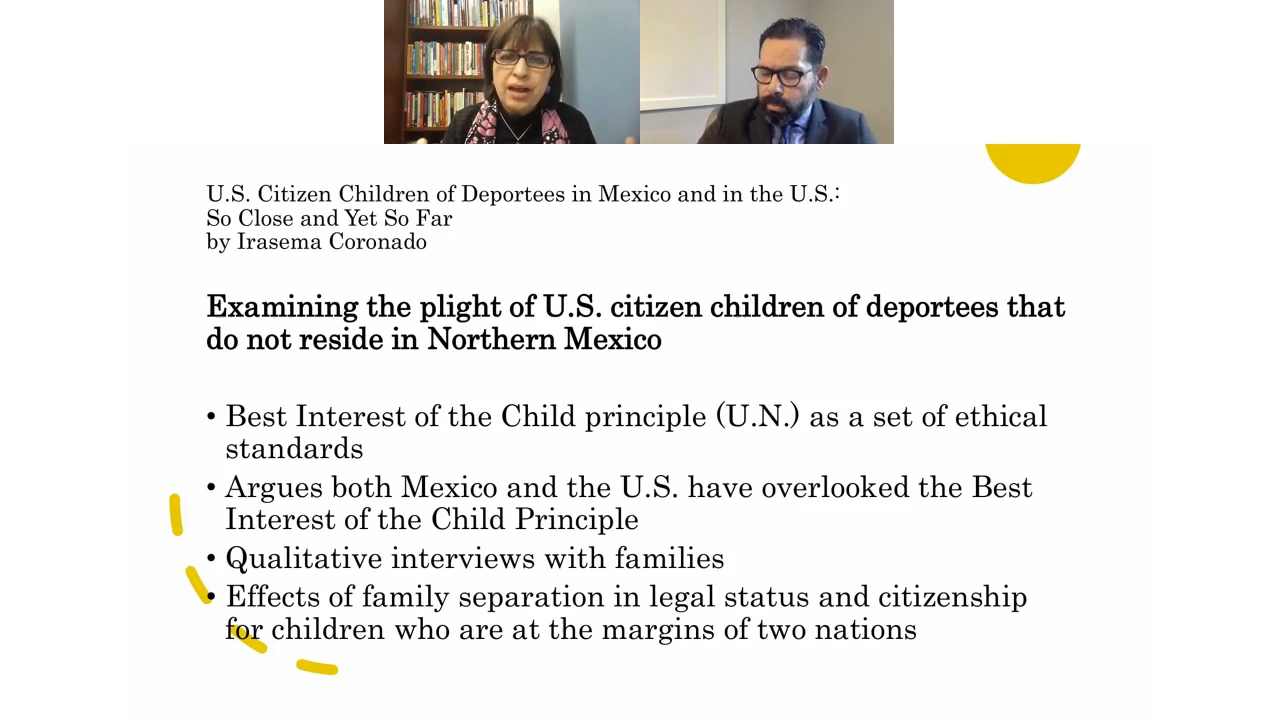 U.S. Citizen Children of Deportees in Mexico and in the U.S.:
So Close and Yet So Far
by Irasema Coronado
Examining the plight of U.S. citizen children of deportees that
do not reside in Northern Mexico
• Best Interest of the Child principle (U.N.) as a set of ethical
standards
• Argues both Mexico and the U.S. have overlooked the Best
Interest of the Child Principle
• Qualitative interviews with families
• Effects of family separation in legal status and citizenship
for children who are at the margins of two nations